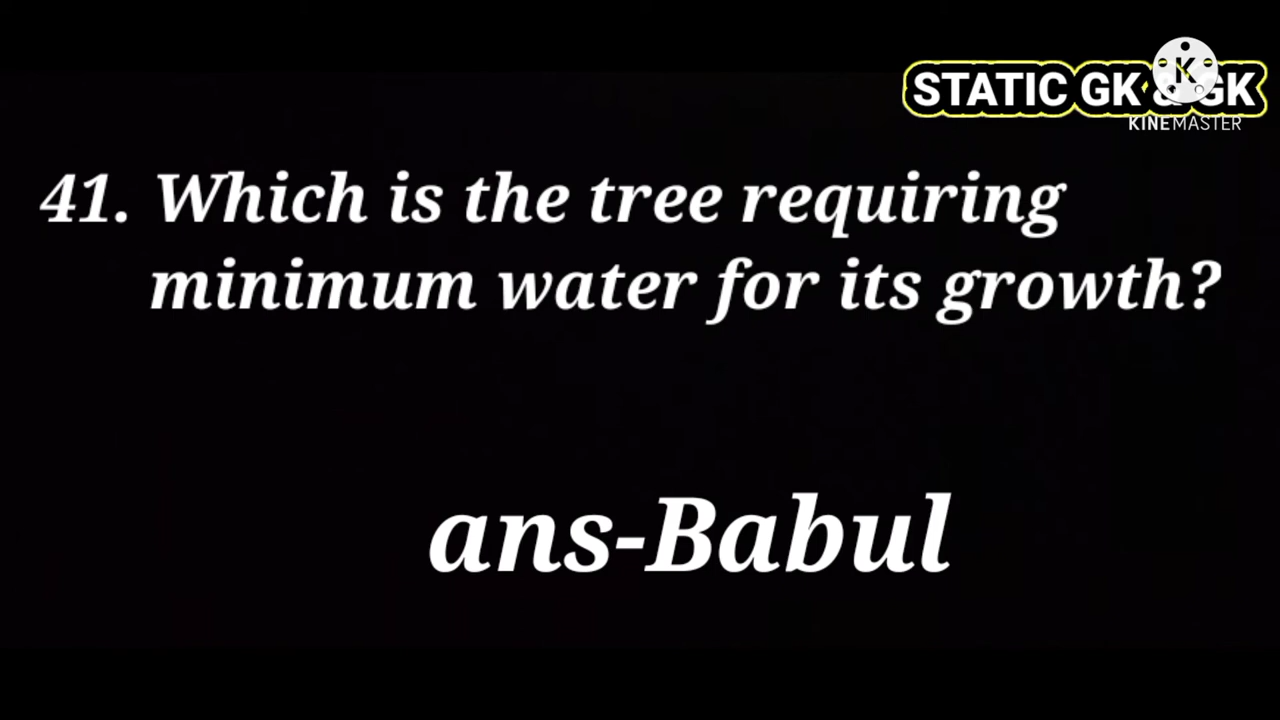 STATIC GK & GK
K
KINEMASTER
41. Which is the tree requiring
minimum water for its growth?
ans-Babul